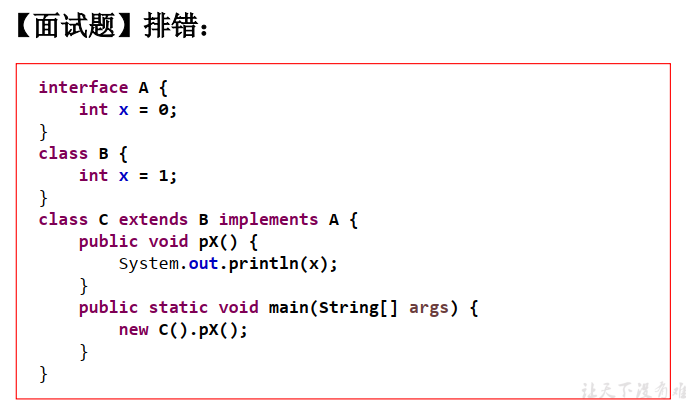 【面试题】排错：
interface A {
    int x = 0;
}
class B {
    int x = 1;
}
class C extends B implements A {
    public void pX() {
        System.out.println(x);
    }
    public static void main(String[] args) {
        new C().pX();
    }
}
让天下没有难